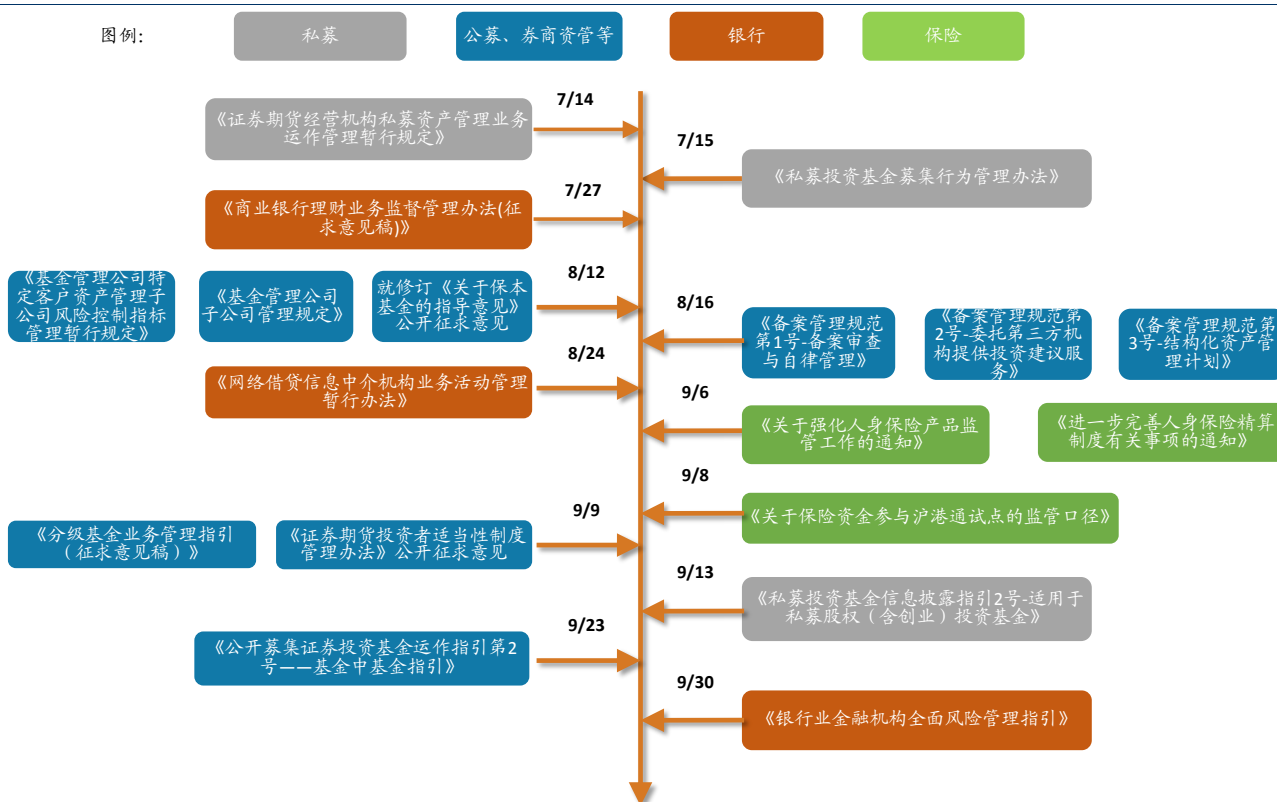 图例:
私募
公募、券商资管等
银行
保险
7/14
《证券期货经营机构私募资产管理业务
运作管理暂行规定》
7/15
《私募投资基金募集行为管理办法》
7/27
《商业银行理财业务监督管理办法(征
求意见稿)》
8/12
《基金管理公司特
定客户资产管理子
公司风险控制指标
管理暂行规定》
《基金管理公司
子公司管理规定》
就修订《关于保本
基金的指导意见》
公开征求意见
8/16
《备案管理规范
第1号-备案审查
与自律管理》
《备案管理规范第
2号-委托第三方机
构提供投资建议服
务》
《备案管理规范第
3号-结构化资产管
理计划》
8/24
《网络借贷信息中介机构业务活动管理
暂行办法》
9/6
《关于强化人身保险产品监
管工作的通知》
《进一步完善人身保险精算
制度有关事项的通知》
9/8
《关于保险资金参与沪港通试点的监管口径》
9/9
《分级基金业务管理指引
（征求意见稿）》
《证券期货投资者适当性制度
管理办法》公开征求意见
9/13
《私募投资基金信息披露指引2号-适用于
私募股权（含创业）投资基金》
9/23
《公开募集证券投资基金运作指引第2
号——基金中基金指引》
9/30
《银行业金融机构全面风险管理指引》